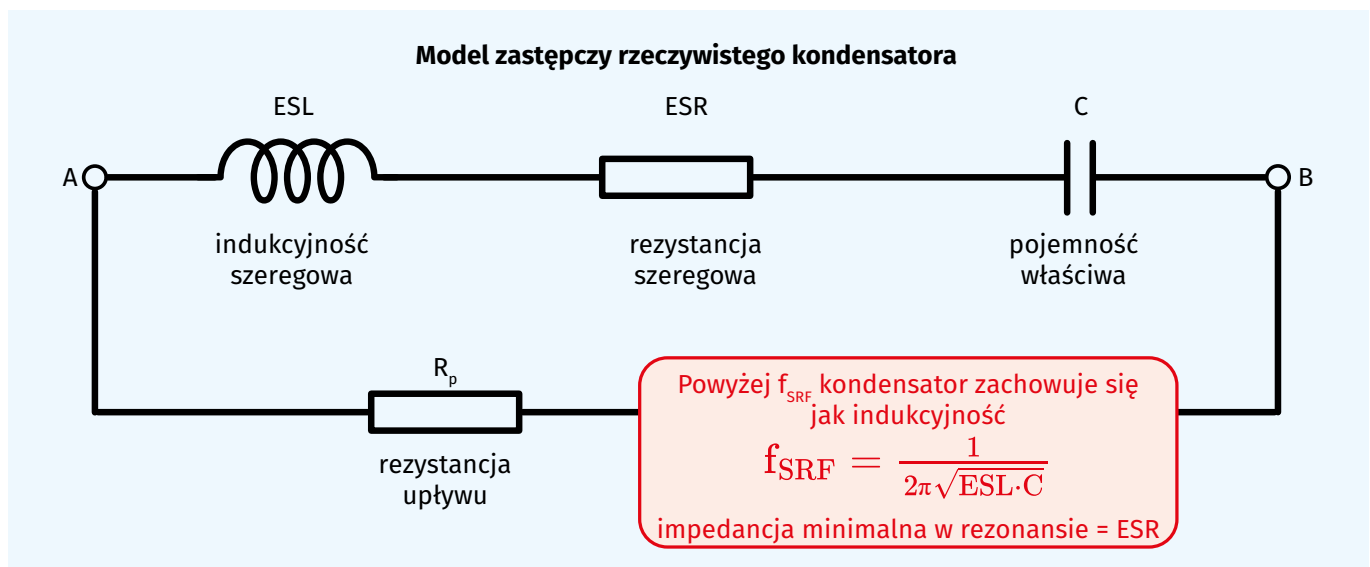 Model zastępczy rzeczywistego kondensatora
ESL
ESR
C
A
B
indukcyjność
szeregowa
rezystancja
szeregowa
pojemność
właściwa
Rp
rezystancja
upływu
Powyżej fSRF kondensator zachowuje się
jak indukcyjność
fSRF = 1 / 2π√ESL·C
impedancja minimalna w rezonansie = ESR